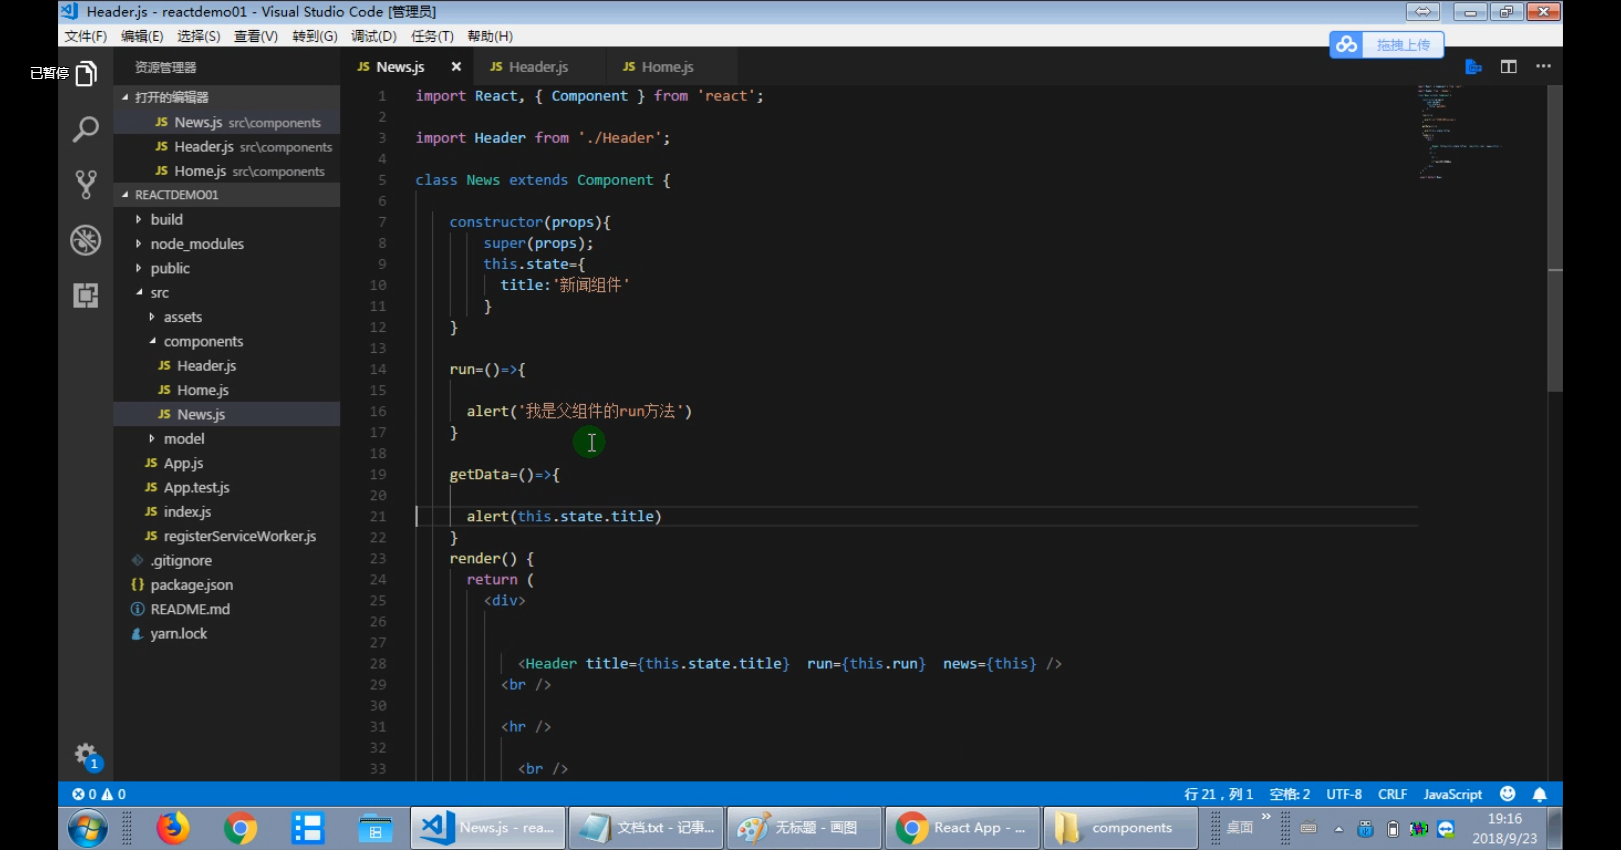 Header.js - reactdemo01 - Visual Studio Code [管理员]
文件(F) 编辑(E) 选择(S) 查看(V) 转到(G) 调试(D) 任务(T) 帮助(H)
拖拽上传
已暂停
资源管理器
打开的编辑器
JS News.js src\components
JS Header.js src\components
JS Home.js src\components
REACTDEMO01
build
node_modules
public
src
assets
components
JS Header.js
JS Home.js
JS News.js
model
JS App.js
JS App.test.js
JS index.js
JS registerServiceWorker.js
.gitignore
{} package.json
README.md
yarn.lock
1
JS News.js × JS Header.js JS Home.js
1 import React, { Component } from 'react';
2
3 import Header from './Header';
4
5 class News extends Component {
6
7 constructor(props){
8 super(props);
9 this.state={
10 title:'新闻组件'
11 }
12 }
13
14 run=()=>{
15
16 alert('我是父组件的run方法')
17 }
18
19 getData=()=>{
20
21 alert(this.state.title)
22 }
23 render() {
24 return (
25 <div>
26
27
28 <Header title={this.state.title} run={this.run} news={this} />
29 <br />
30
31 <hr />
32
33 <br />
0 0 行 21，列 1 空格: 2 UTF-8 CRLF JavaScript
News.js - rea... 文档.txt - 记事... 无标题 - 画图 React App - ... components 桌面 19:16
2018/9/23